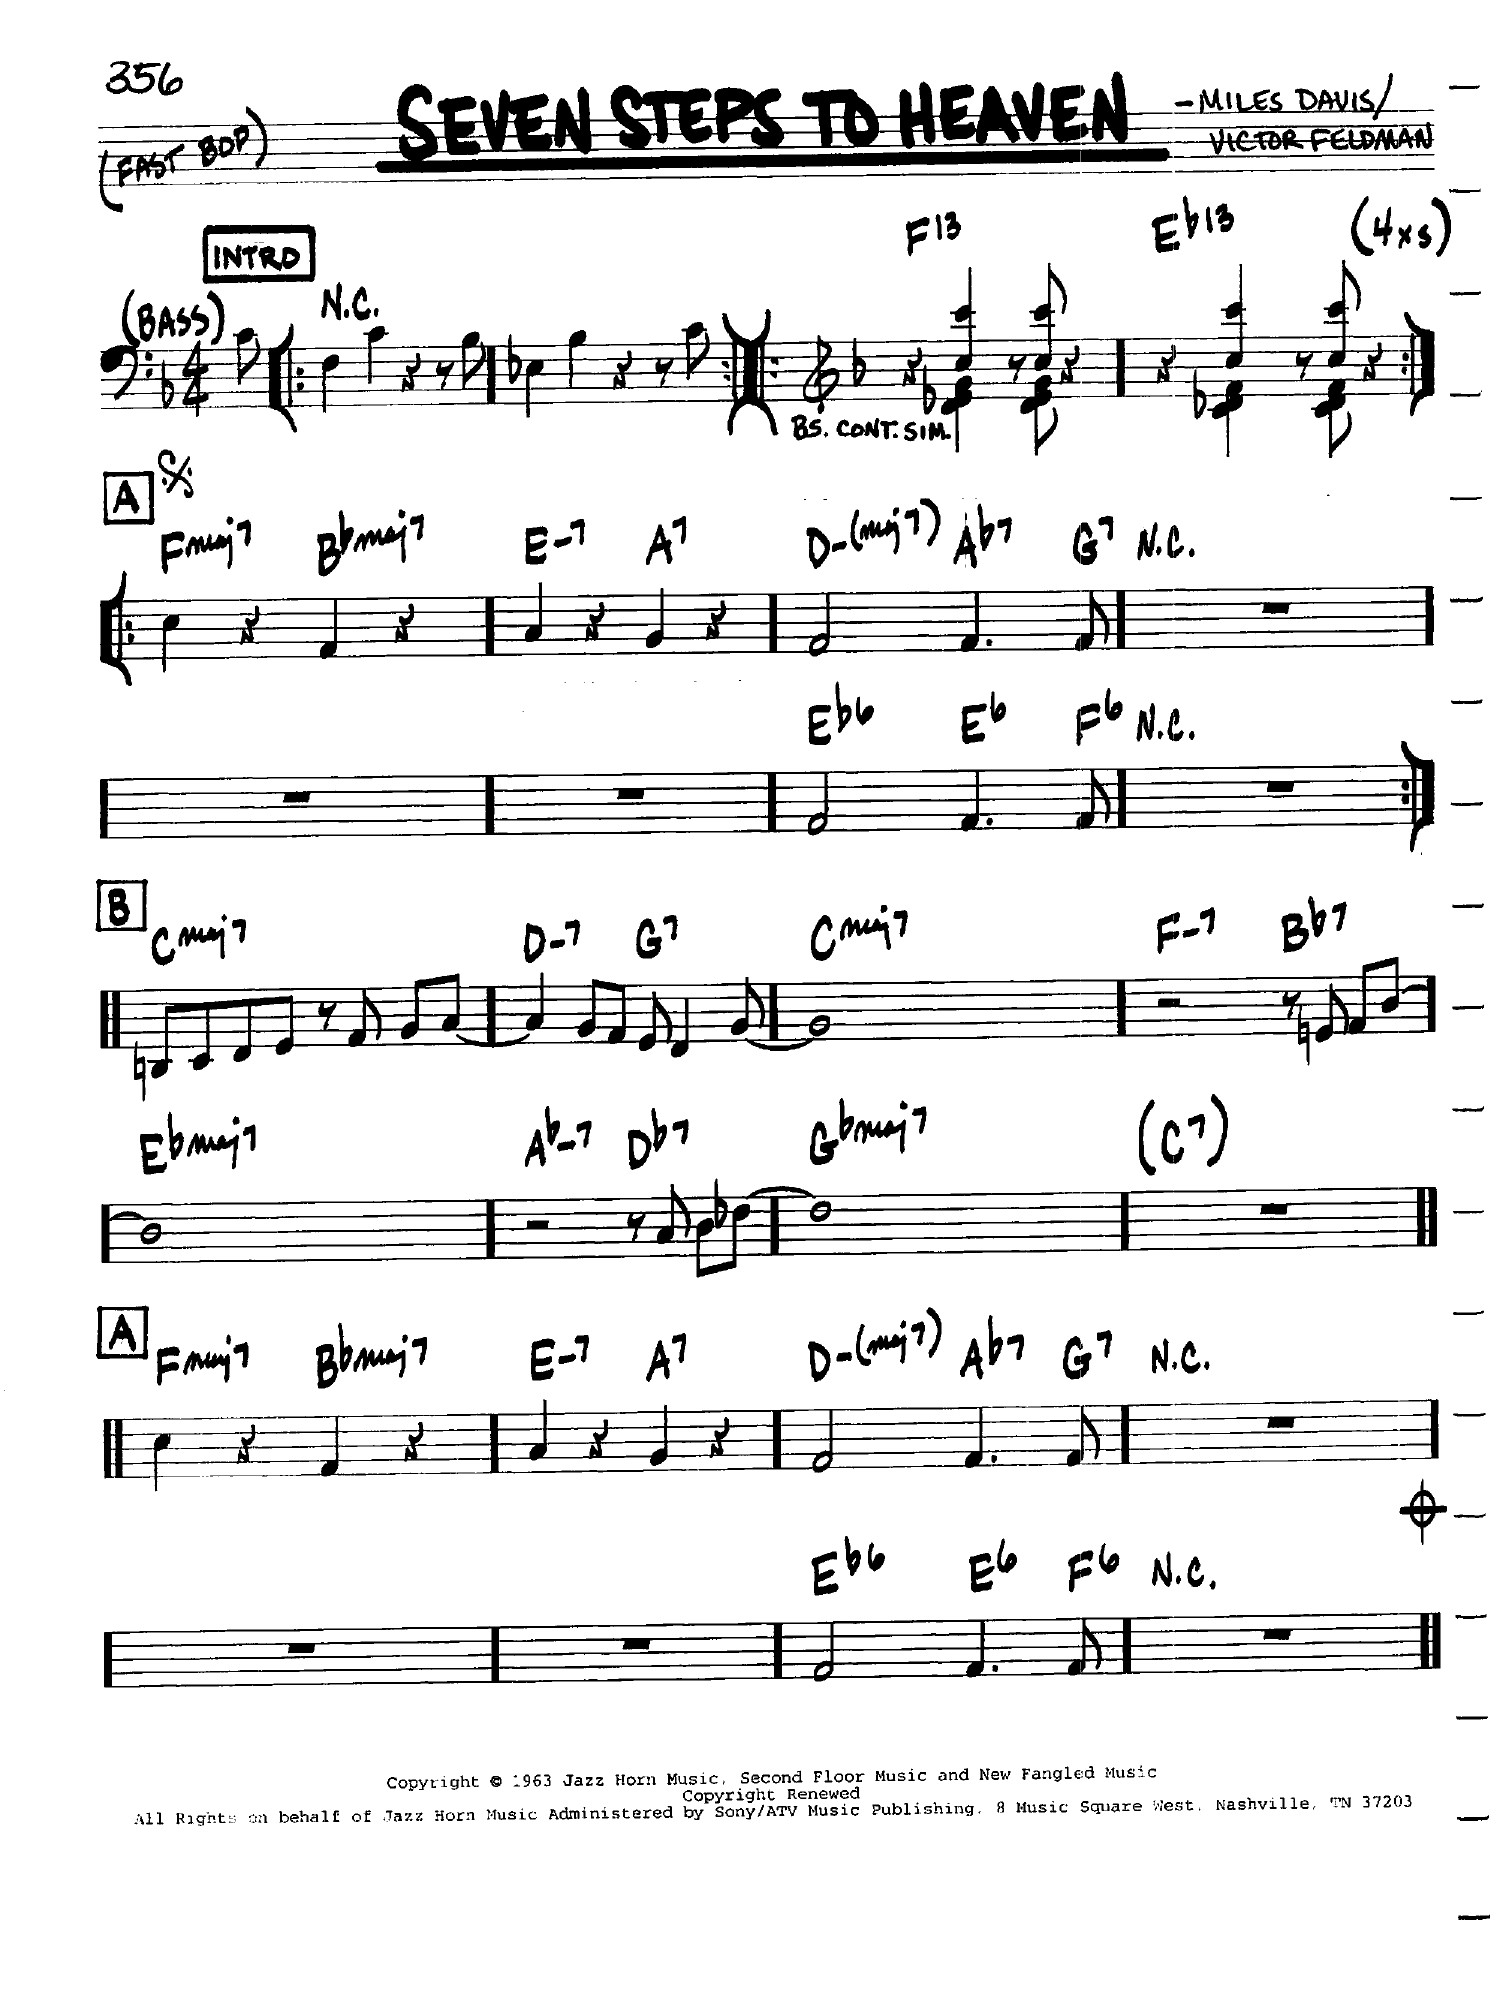 356
(FAST BOP)
SEVEN STEPS TO HEAVEN
-MILES DAVIS/
VICTOR FELDMAN
INTRO
F13 Eb13 (4xs)
(BASS) N.C.
4
4
BS. CONT. SIM.
A
Fmaj7 Bbmaj7 E-7 A7 D-(maj7) Ab7 G7 N.C.
Eb6 E6 F6 N.C.
B
Cmaj7 D-7 G7 Cmaj7 F-7 Bb7
Ebmaj7 Ab-7 Db7 Gbmaj7 (C7)
A
Fmaj7 Bbmaj7 E-7 A7 D-(maj7) Ab7 G7 N.C.
Eb6 E6 F6 N.C.
Copyright © 1963 Jazz Horn Music, Second Floor Music and New Fangled Music
Copyright Renewed
All Rights on behalf of Jazz Horn Music Administered by Sony/ATV Music Publishing, 8 Music Square West, Nashville, TN 37203